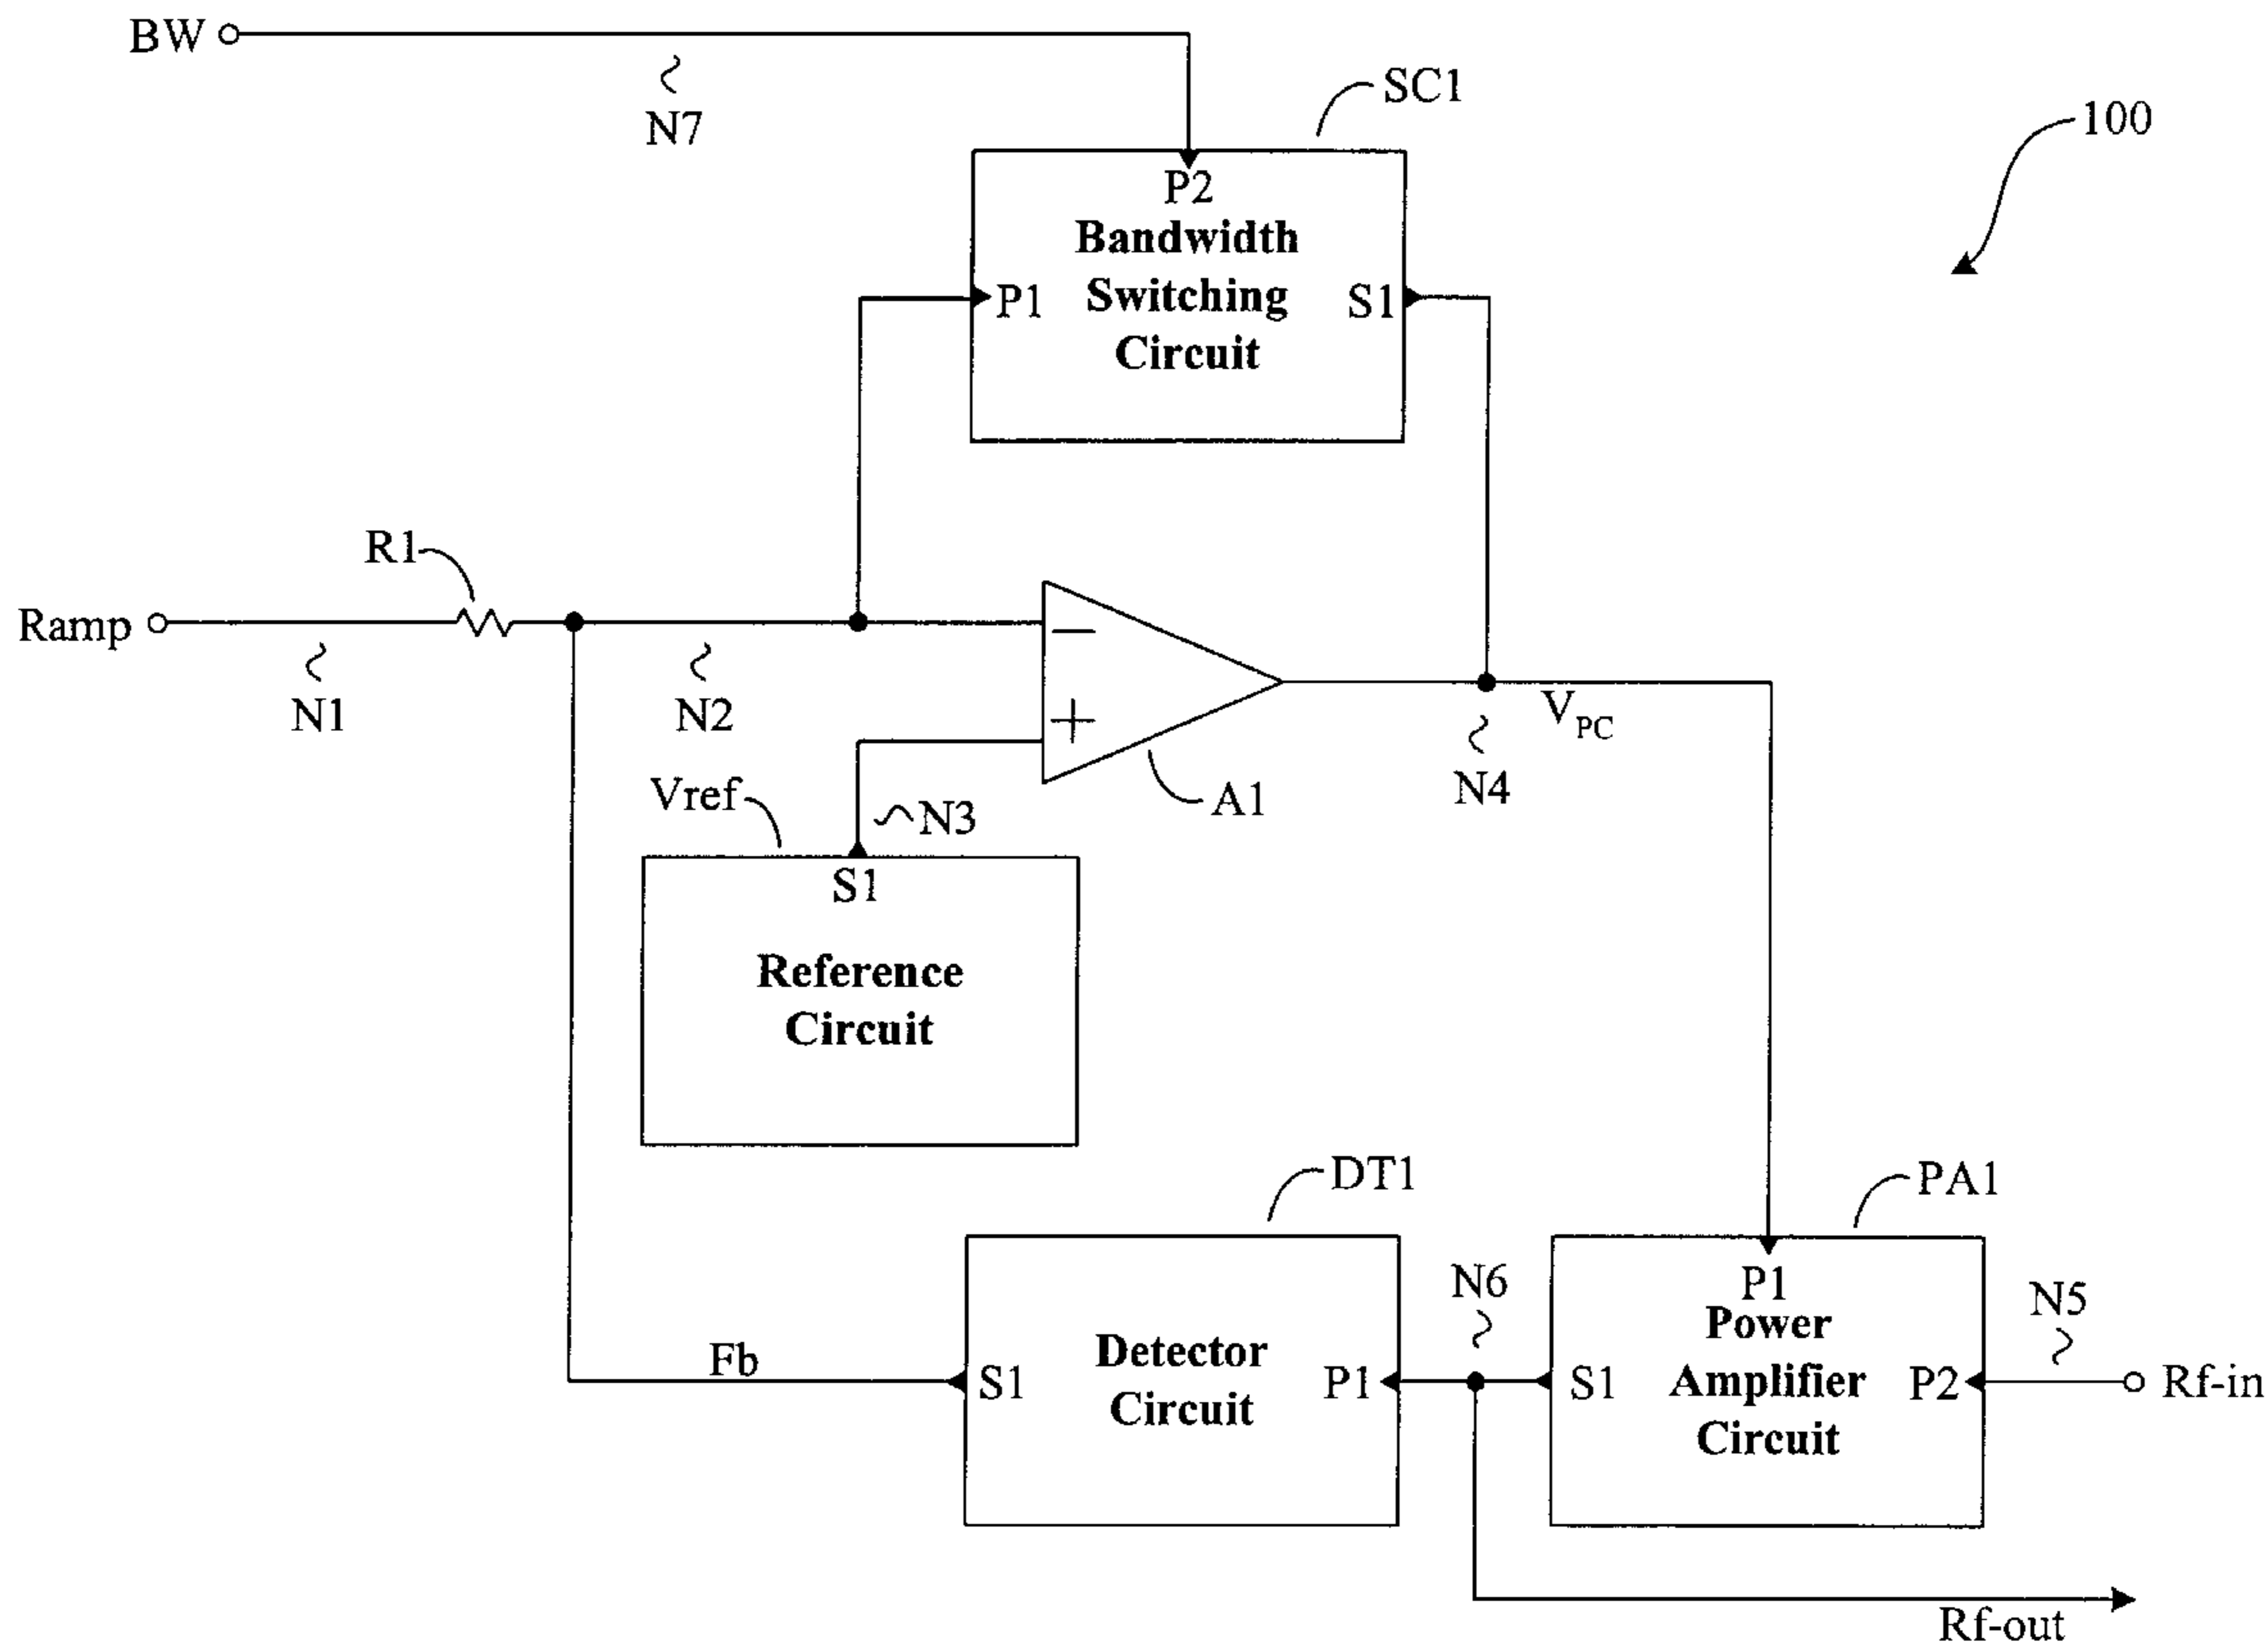 BW
N7
SC1
100
P2
Bandwidth
Switching
Circuit
P1
S1
R1
Ramp
N1
N2
−
+
A1
N4
VPC
Vref
N3
S1
Reference
Circuit
DT1
PA1
N6
N5
P1
Power
Amplifier
Circuit
S1
P2
Rf-in
Fb
S1
Detector
Circuit
P1
Rf-out